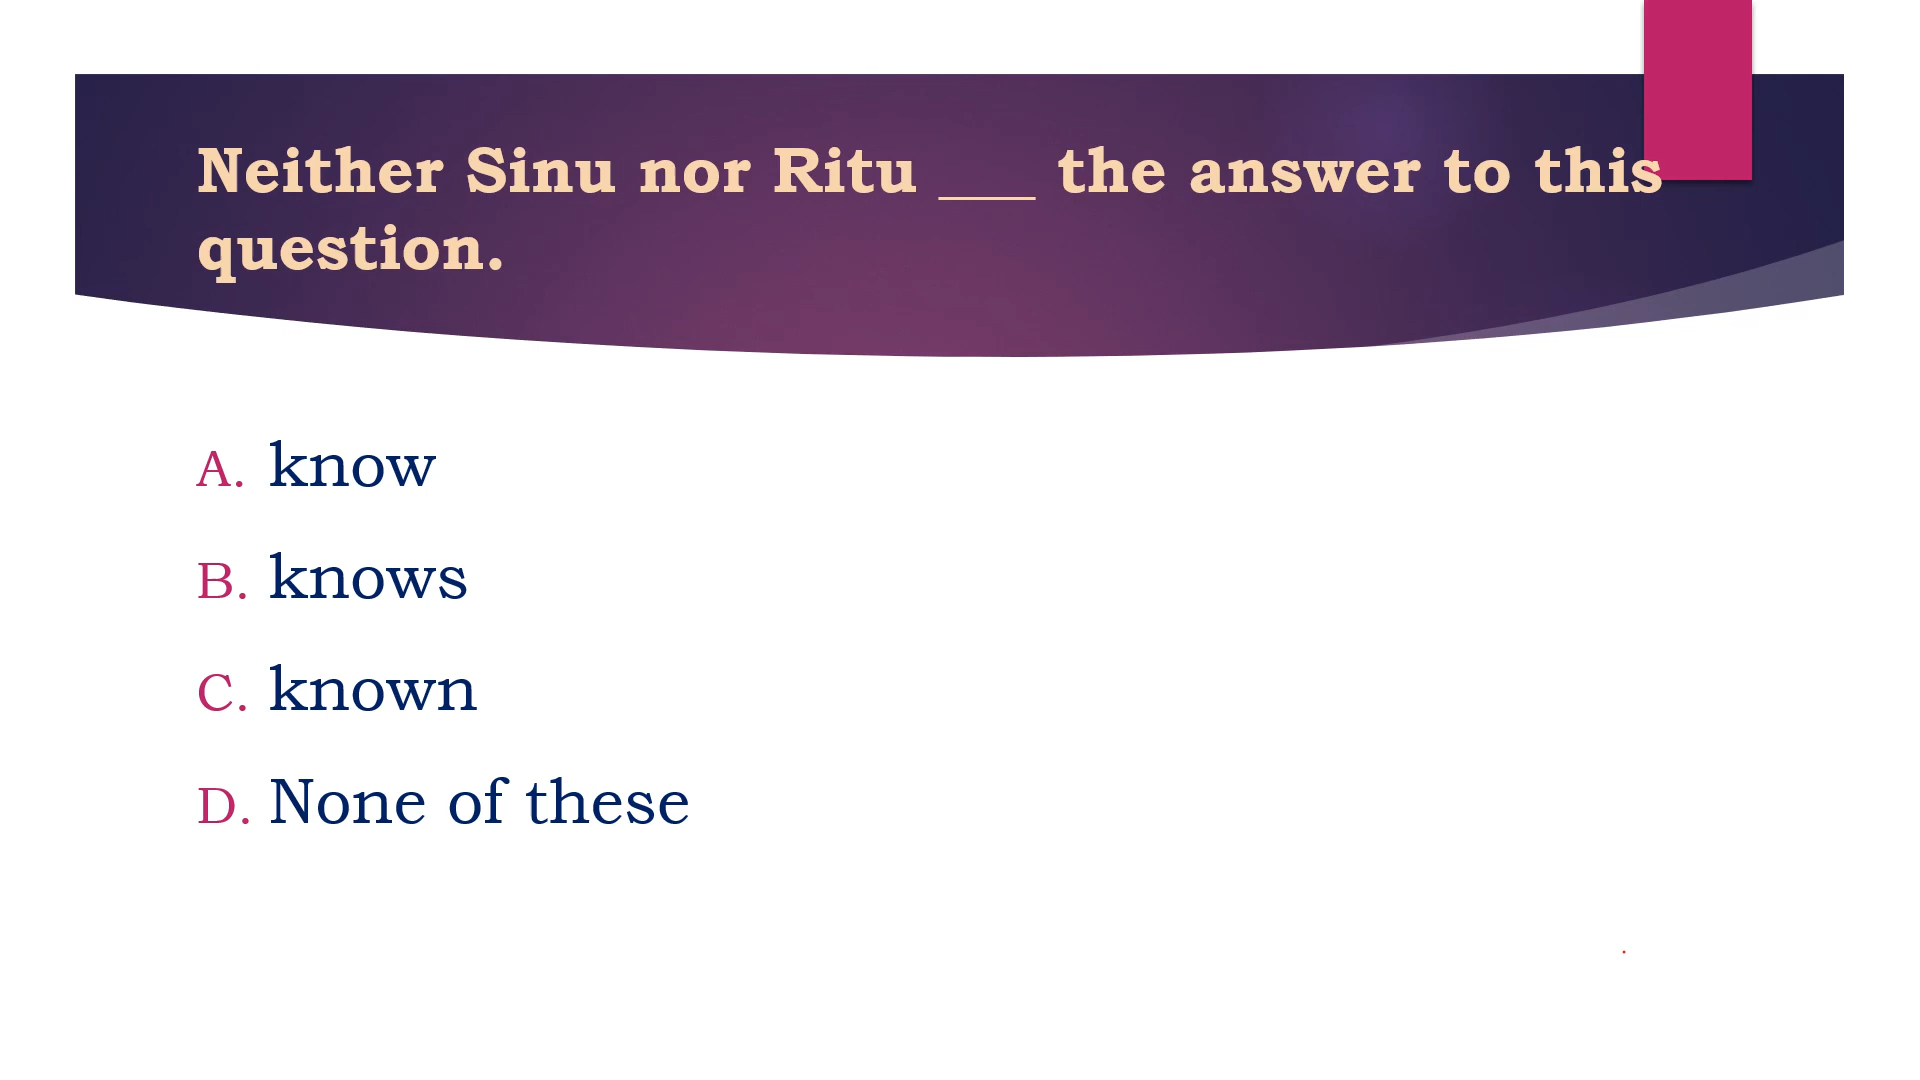 Neither Sinu nor Ritu ___ the answer to this
question.
A. know
B. knows
C. known
D. None of these